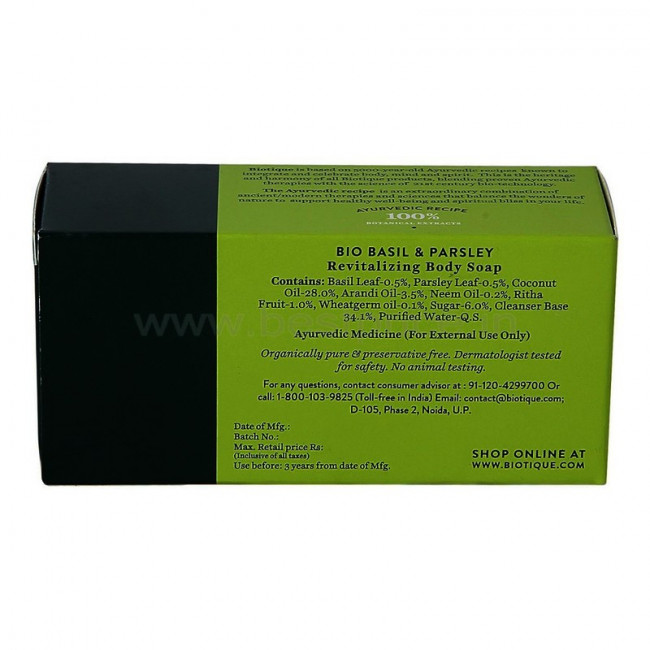 Biotique is based on 5000-year-old Ayurvedic recipes known to
integrate and celebrate body, mind and spirit. This is the heritage
and harmony of all Biotique products, blending proven Ayurvedic
therapies with the science of 21st century bio-technology.
The Ayurvedic recipe is an extraordinary combination of
ancient/modern therapies and substances that balance the wonders of
nature to support healthy well-being and spiritual bliss in your life.
AYURVEDIC RECIPE
100%
BOTANICAL EXTRACTS
BIO BASIL & PARSLEY
Revitalizing Body Soap
Contains: Basil Leaf-0.5%, Parsley Leaf-0.5%, Coconut
Oil-28.0%, Arandi Oil-3.5%, Neem Oil-0.2%, Ritha
Fruit-1.0%, Wheatgerm oil-0.1%, Sugar-6.0%, Cleanser Base
34.1%, Purified Water-Q.S.
Ayurvedic Medicine (For External Use Only)
Organically pure & preservative free. Dermatologist tested
for safety. No animal testing.
For any questions, contact consumer advisor at : 91-120-4299700 Or
call: 1-800-103-9825 (Toll-free in India) Email: contact@biotique.com;
D-105, Phase 2, Noida, U.P.
Date of Mfg.:
Batch No.:
Max. Retail price Rs:
(Inclusive of all taxes)
Use before: 3 years from date of Mfg.
SHOP ONLINE AT
WWW.BIOTIQUE.COM